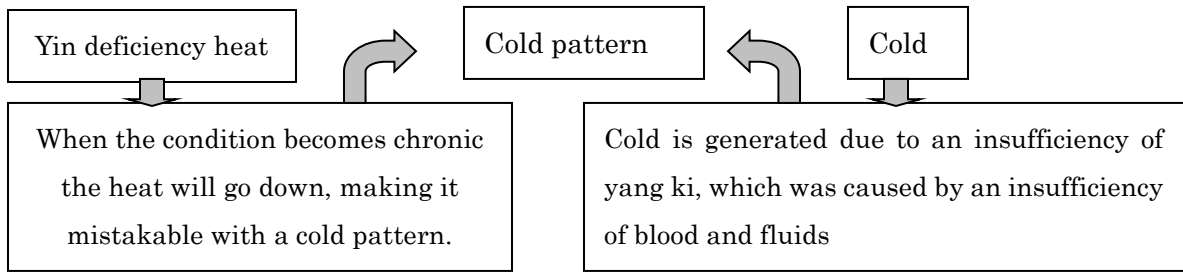 Yin deficiency heat
Cold pattern
Cold
When the condition becomes chronic
the heat will go down, making it
mistakable with a cold pattern.
Cold is generated due to an insufficiency of
yang ki, which was caused by an insufficiency
of blood and fluids